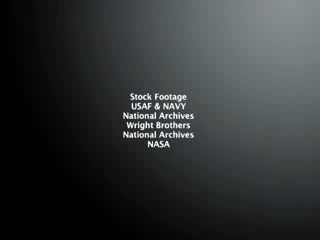 Stock Footage
USAF & NAVY
National Archives
Wright Brothers
National Archives
NASA